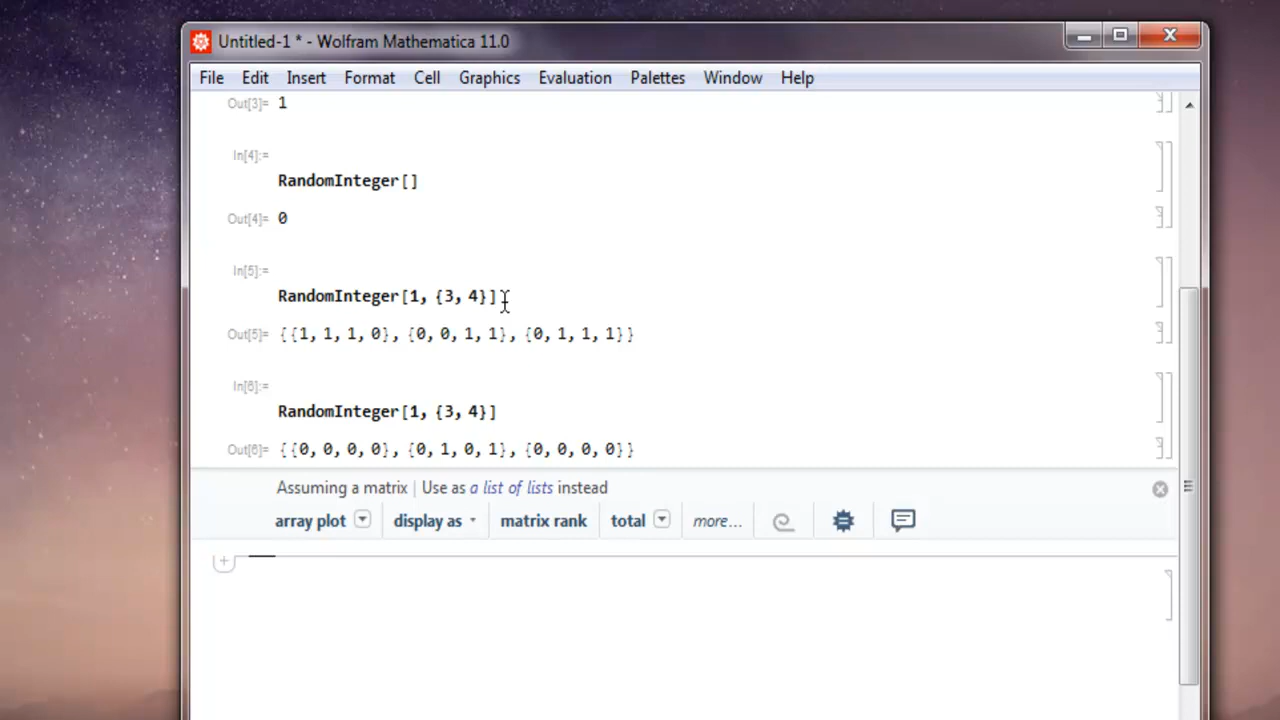 Untitled-1 * - Wolfram Mathematica 11.0
File Edit Insert Format Cell Graphics Evaluation Palettes Window Help
Out[3]= 1
In[4]:=
RandomInteger[]
Out[4]= 0
In[5]:=
RandomInteger[1, {3, 4}]
Out[5]= {{1, 1, 1, 0}, {0, 0, 1, 1}, {0, 1, 1, 1}}
In[6]:=
RandomInteger[1, {3, 4}]
Out[6]= {{0, 0, 0, 0}, {0, 1, 0, 1}, {0, 0, 0, 0}}
Assuming a matrix | Use as a list of lists instead
array plot display as matrix rank total more...